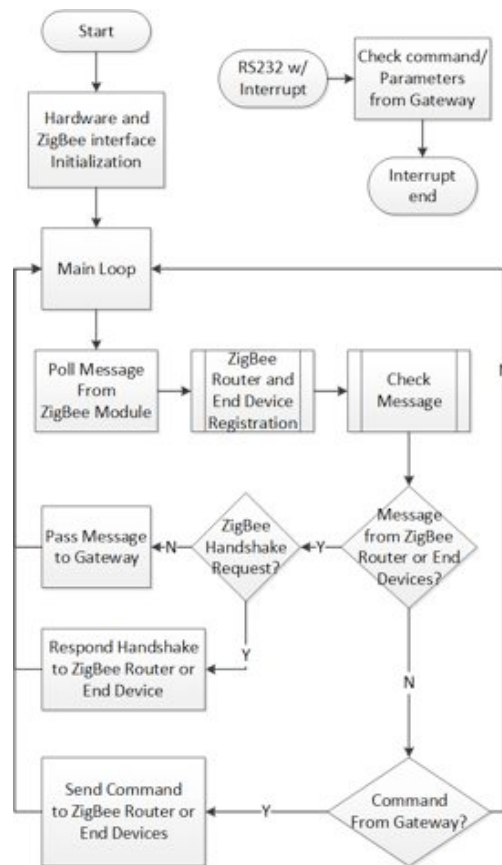 Start
RS232 w/
Interrupt
Check command/
Parameters
from Gateway
Hardware and
ZigBee interface
Initialization
Interrupt
end
Main Loop
Poll Message
From
ZigBee Module
ZigBee
Router and
End Device
Registration
Check
Message
N
Pass Message
to Gateway
N
ZigBee
Handshake
Request?
Y
Message
from ZigBee
Router or End
Devices?
Respond Handshake
to ZigBee Router or
End Device
Y
N
Send Command
to ZigBee Router or
End Devices
Y
Command
From Gateway?